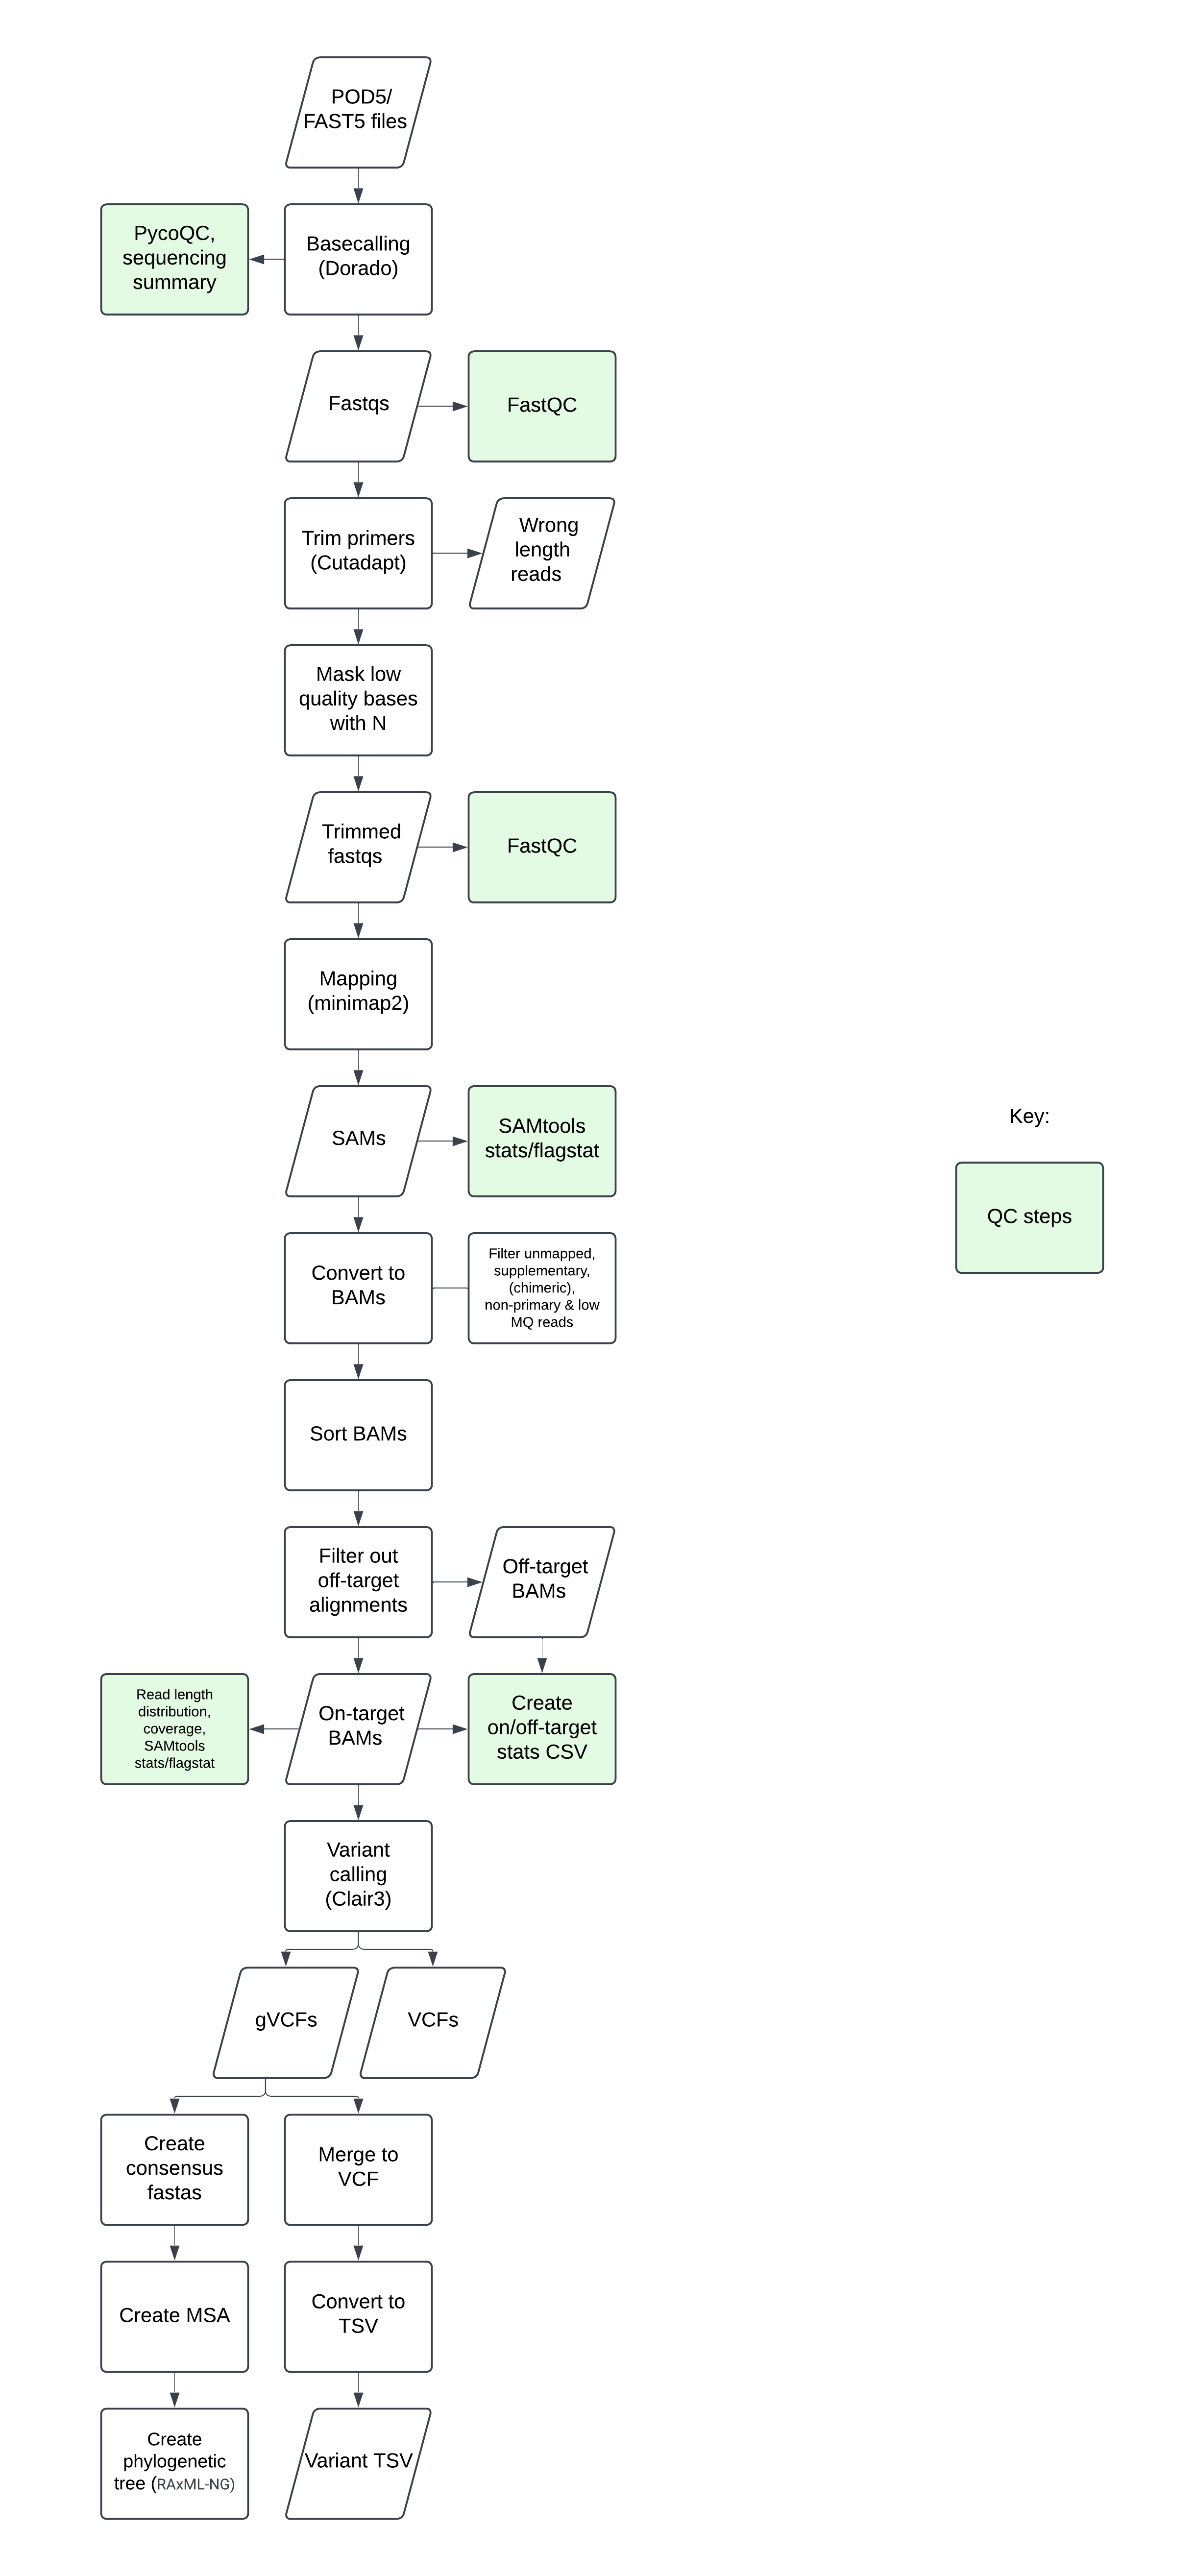 POD5/
FAST5 files
PycoQC,
sequencing
summary
Basecalling
(Dorado)
Fastqs
FastQC
Trim primers
(Cutadapt)
Wrong
length
reads
Mask low
quality bases
with N
Trimmed
fastqs
FastQC
Mapping
(minimap2)
SAMs
SAMtools
stats/flagstat
Key:
QC steps
Convert to
BAMs
Filter unmapped,
supplementary,
(chimeric),
non-primary & low
MQ reads
Sort BAMs
Filter out
off-target
alignments
Off-target
BAMs
Read length
distribution,
coverage,
SAMtools
stats/flagstat
On-target
BAMs
Create
on/off-target
stats CSV
Variant
calling
(Clair3)
gVCFs
VCFs
Create
consensus
fastas
Merge to
VCF
Create MSA
Convert to
TSV
Create
phylogenetic
tree (RAxML-NG)
Variant TSV